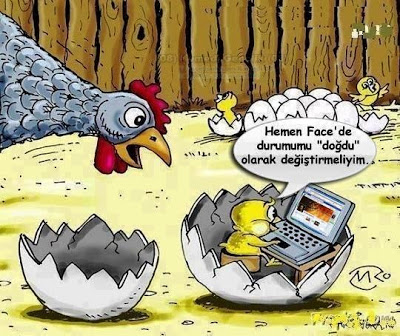 Hemen Face'de
durumumu "doğdu"
olarak değiştirmeliyim..